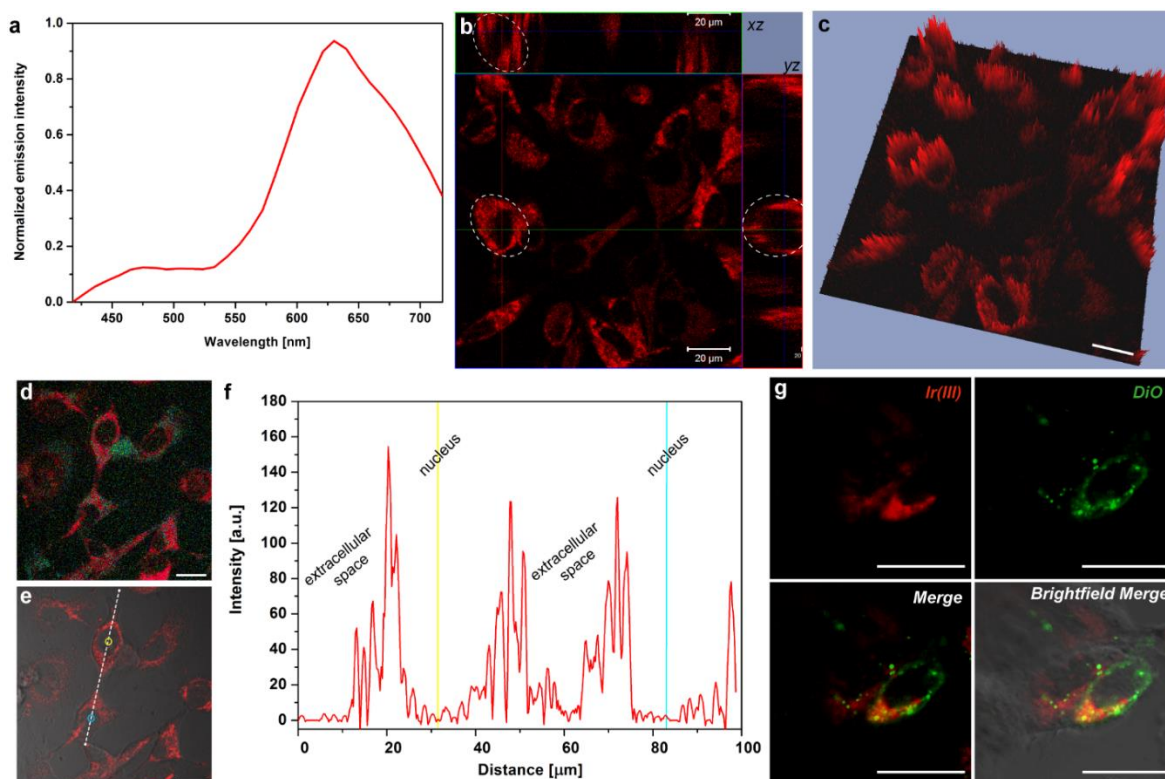 a
Normalized emission intensity
1.0
0.8
0.6
0.4
0.2
0.0
450
500
550
600
650
700
Wavelength [nm]
b
20 µm
xz
yz
20 µm
20
c
d
e
f
Intensity [a.u.]
180
160
140
120
100
80
60
40
20
0
extracellular
space
nucleus
extracellular
space
nucleus
0
20
40
60
80
100
Distance [µm]
g
Ir(III)
DiO
Merge
Brightfield Merge